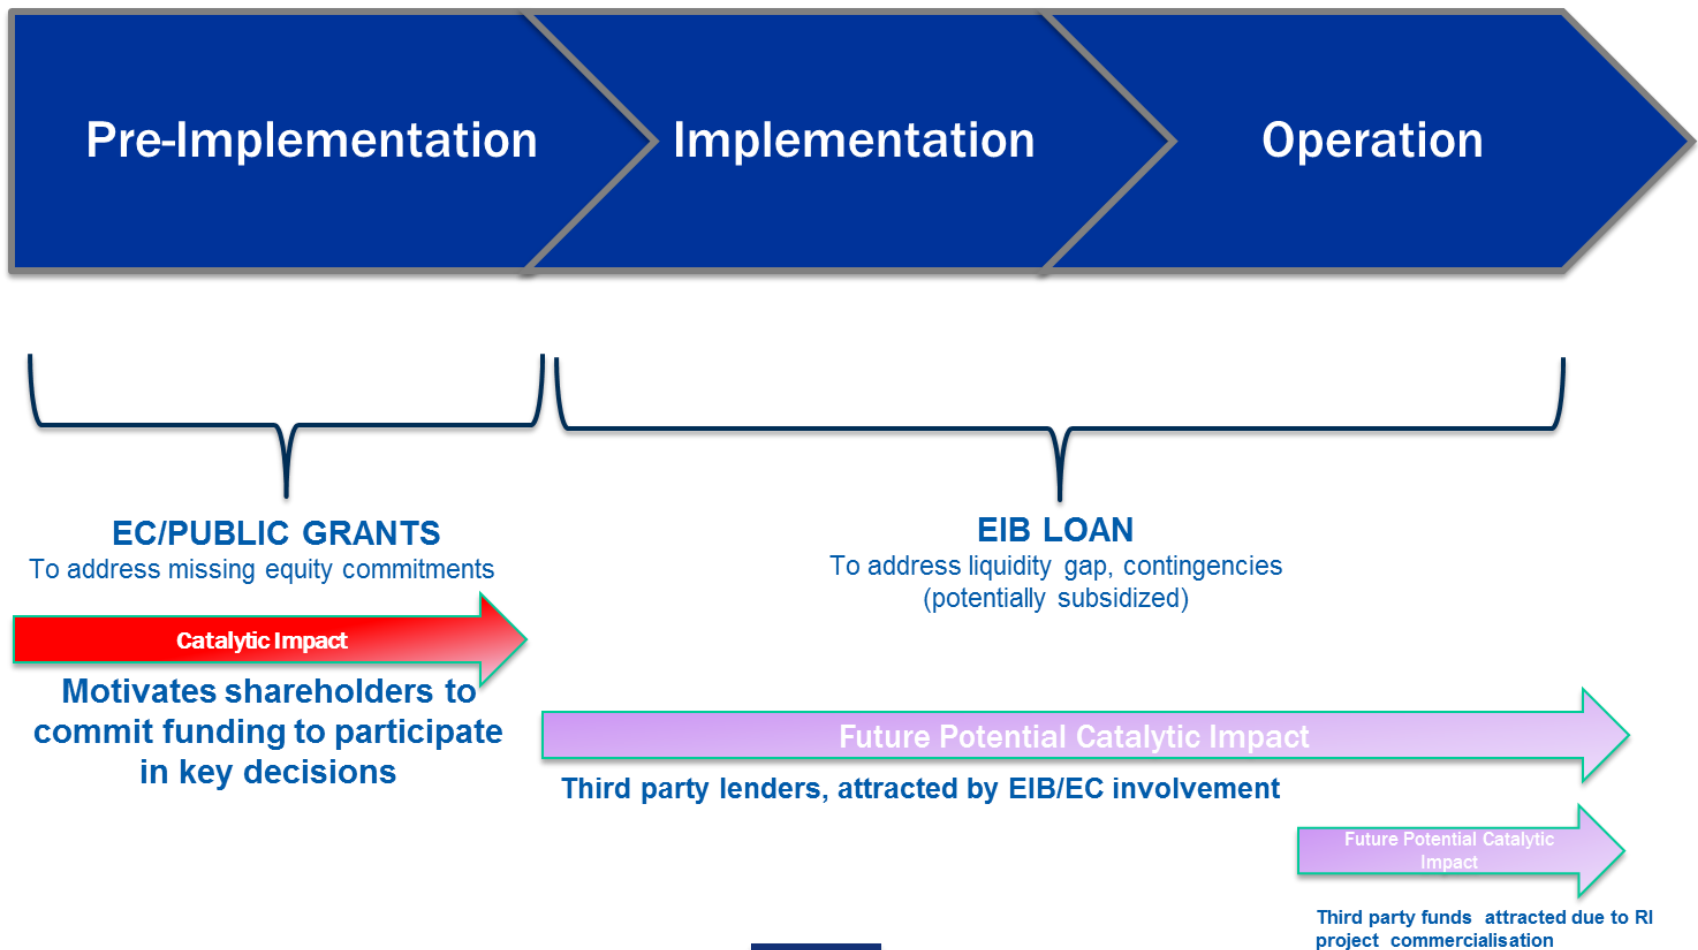 Pre-Implementation
Implementation
Operation
EC/PUBLIC GRANTS
To address missing equity commitments
Catalytic Impact
Motivates shareholders to
commit funding to participate
in key decisions
EIB LOAN
To address liquidity gap, contingencies
(potentially subsidized)
Future Potential Catalytic Impact
Third party lenders, attracted by EIB/EC involvement
Future Potential Catalytic
Impact
Third party funds attracted due to RI
project commercialisation